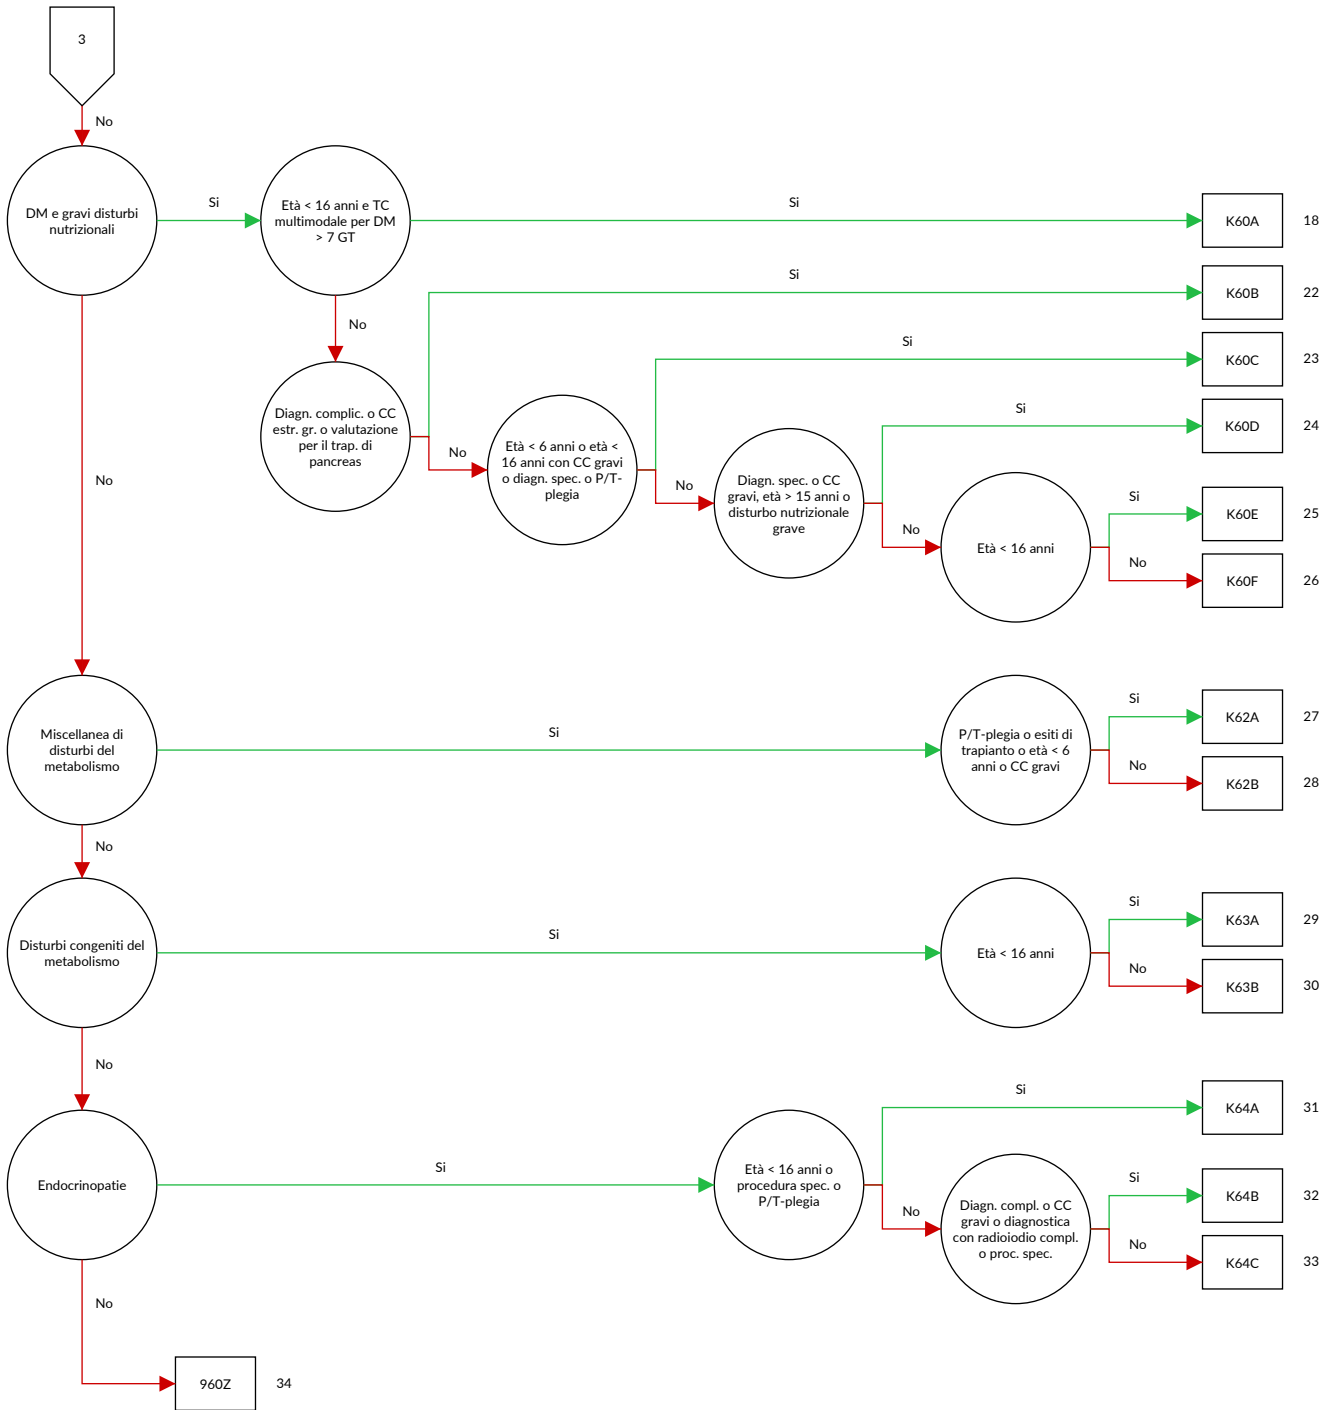 3
No
DM e gravi disturbi
nutrizionali
Si
Età < 16 anni e TC
multimodale per DM
> 7 GT
Si
K60A
18
Si
K60B
22
No
Si
K60C
23
Diagn. complic. o CC
estr. gr. o valutazione
per il trap. di
pancreas
No
Età < 6 anni o età <
16 anni con CC gravi
o diagn. spec. o P/T-
plegia
Si
K60D
24
No
No
Diagn. spec. o CC
gravi, età > 15 anni o
disturbo nutrizionale
grave
No
Età < 16 anni
Si
K60E
25
No
K60F
26
Miscellanea di
disturbi del
metabolismo
Si
P/T-plegia o esiti di
trapianto o età < 6
anni o CC gravi
Si
K62A
27
No
K62B
28
No
Disturbi congeniti del
metabolismo
Si
Età < 16 anni
Si
K63A
29
No
K63B
30
No
Endocrinopatie
Si
Età < 16 anni o
procedura spec. o
P/T-plegia
Si
K64A
31
No
Diagn. compl. o CC
gravi o diagnostica
con radioiodio compl.
o proc. spec.
Si
K64B
32
No
K64C
33
No
960Z
34